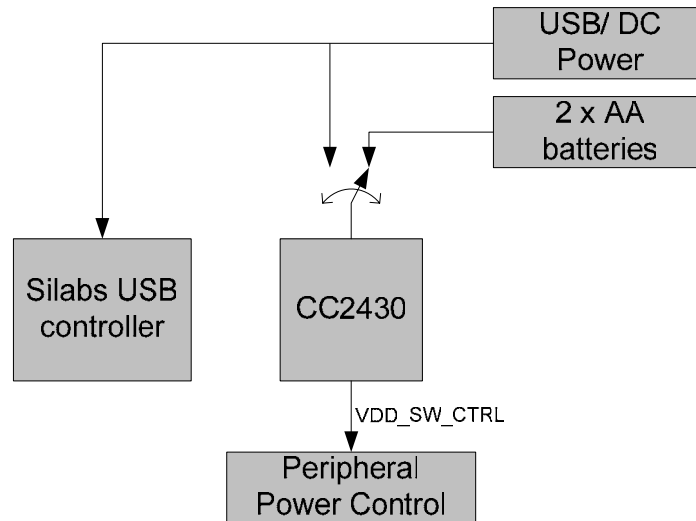 USB/ DC
Power
2 x AA
batteries
Silabs USB
controller
CC2430
VDD_SW_CTRL
Peripheral
Power Control